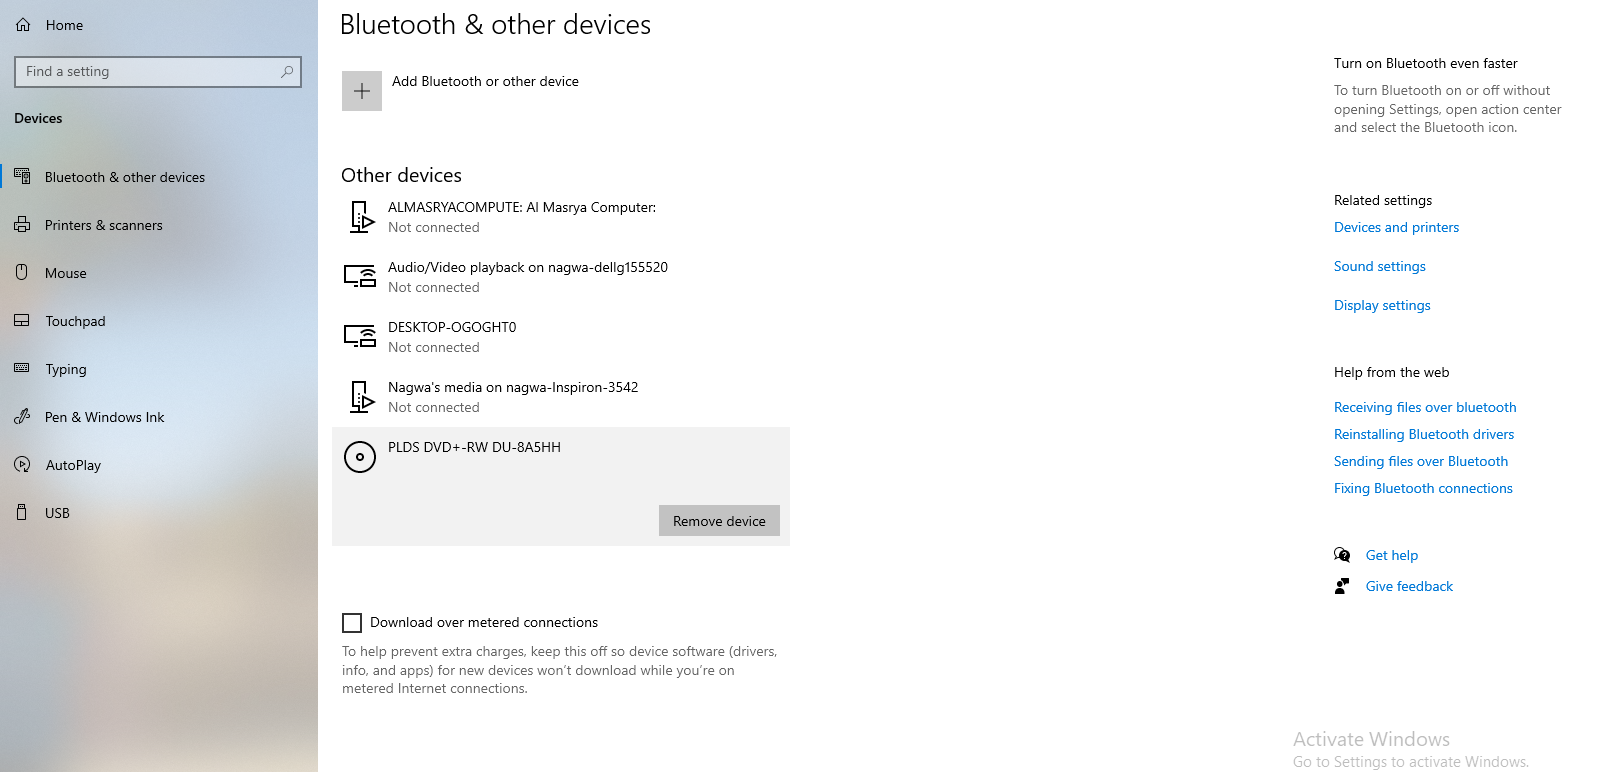 Home
Find a setting
Devices
Bluetooth & other devices
Printers & scanners
Mouse
Touchpad
Typing
Pen & Windows Ink
AutoPlay
USB
Bluetooth & other devices
Add Bluetooth or other device
Other devices
ALMASRYACOMPUTE: Al Masrya Computer:
Not connected
Audio/Video playback on nagwa-dellg155520
Not connected
DESKTOP-OGOGHT0
Not connected
Nagwa's media on nagwa-Inspiron-3542
Not connected
PLDS DVD+-RW DU-8A5HH
Remove device
Download over metered connections
To help prevent extra charges, keep this off so device software (drivers,
info, and apps) for new devices won't download while you're on
metered Internet connections.
Turn on Bluetooth even faster
To turn Bluetooth on or off without
opening Settings, open action center
and select the Bluetooth icon.
Related settings
Devices and printers
Sound settings
Display settings
Help from the web
Receiving files over bluetooth
Reinstalling Bluetooth drivers
Sending files over Bluetooth
Fixing Bluetooth connections
Get help
Give feedback
Activate Windows
Go to Settings to activate Windows.